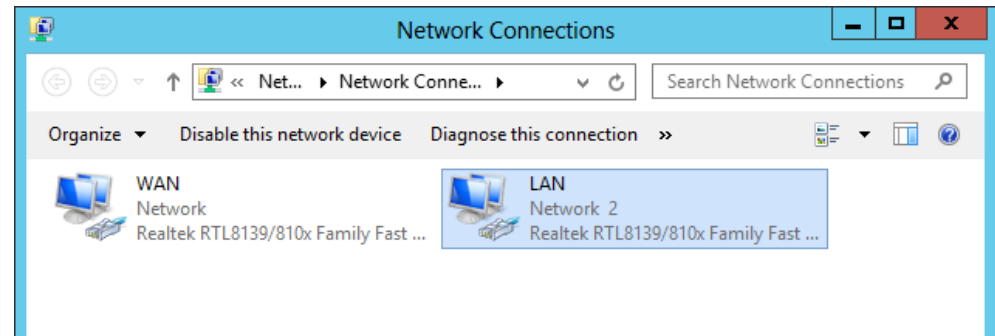 Network Connections
« Net... Network Conne... Search Network Connections
Organize Disable this network device Diagnose this connection »
WAN
Network
Realtek RTL8139/810x Family Fast ...
LAN
Network 2
Realtek RTL8139/810x Family Fast ...